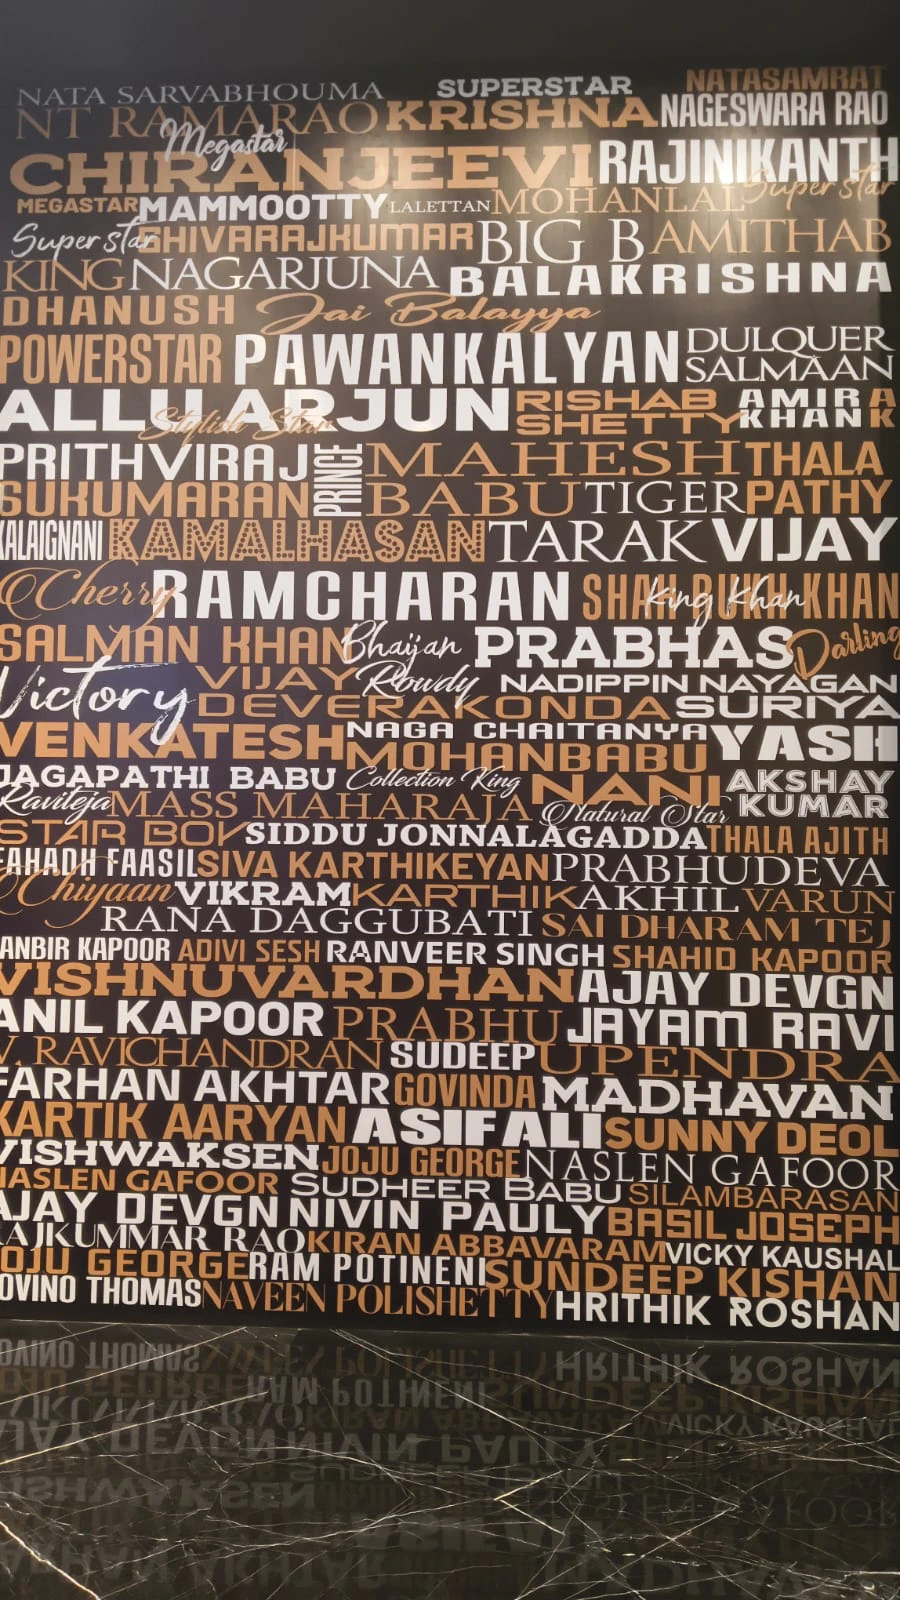 NATA SARVABHOUMA SUPERSTAR NATASAMRAT
NT RAMARAO KRISHNA NAGESWARA RAO
Megastar
CHIRANJEEVI RAJINIKANTH
Super star
MEGASTAR MAMMOOTTY LALETTAN MOHANLAL
Super star SHIVARAJKUMAR BIG B AMITHAB
KING NAGARJUNA BALAKRISHNA
DHANUSH Jai Balayya
POWERSTAR PAWANKALYAN DULQUER SALMAAN
ALLU ARJUN Stylish Star RISHAB SHETTY AMIR KHAN A K
PRITHVIRAJ PRINCE MAHESH THALA
SUKUMARAN BABU TIGER PATHY
KALAIGNANI KAMALHASAN TARAK VIJAY
Cherry RAMCHARAN SHAH RUKH KHAN King Khan
SALMAN KHAN Bhaijan PRABHAS Darling
Victory VIJAY Rowdy NADIPPIN NAYAGAN
DEVERAKONDA SURIYA
VENKATESH NAGA CHAITANYA YASH
MOHANBABU
JAGAPATHI BABU Collection King NANI AKSHAY KUMAR
Raviteja MASS MAHARAJA Natural Star
STAR BOY SIDDU JONNALAGADDA THALA AJITH
FAHADH FAASIL SIVA KARTHIKEYAN PRABHUDEVA
Chiyaan VIKRAM KARTHIK AKHIL VARUN
RANA DAGGUBATI SAI DHARAM TEJ
ANBIR KAPOOR ADIVI SESH RANVEER SINGH SHAHID KAPOOR
VISHNUVARDHAN AJAY DEVGN
ANIL KAPOOR PRABHU JAYAM RAVI
V. RAVICHANDRAN SUDEEP UPENDRA
FARHAN AKHTAR GOVINDA MADHAVAN
KARTIK AARYAN ASIF ALI SUNNY DEOL
VISHWAKSEN JOJU GEORGE NASLEN GAFOOR
NASLEN GAFOOR SUDHEER BABU SILAMBARASAN
AJAY DEVGN NIVIN PAULY BASIL JOSEPH
RAJKUMMAR RAO KIRAN ABBAVARAM VICKY KAUSHAL
OJU GEORGE RAM POTINENI SUNDEEP KISHAN
OVINO THOMAS NAVEEN POLISHETTY HRITHIK ROSHAN